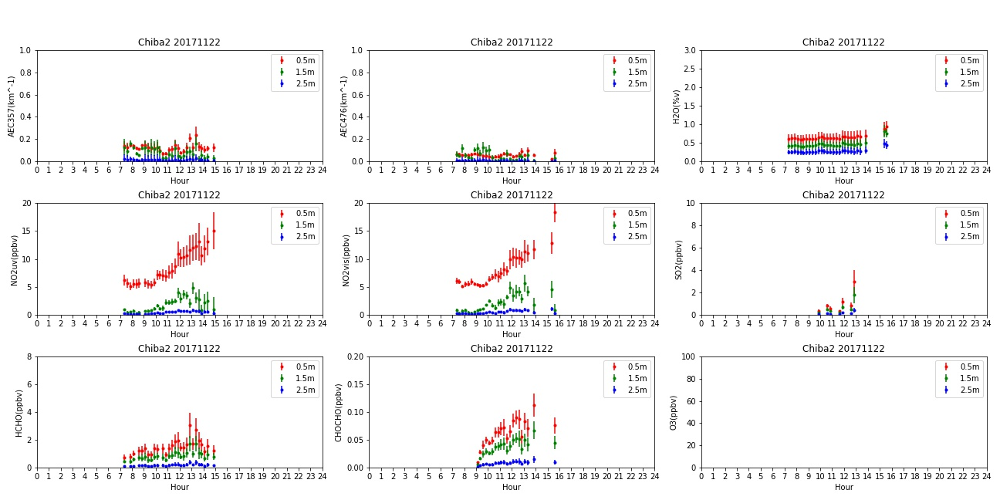 Chiba2 20171122 Chiba2 20171122 Chiba2 20171122
AEC357(km^-1)
1.0
0.8
0.6
0.4
0.2
0.0
0.5m
1.5m
2.5m
0 1 2 3 4 5 6 7 8 9 10 11 12 13 14 15 16 17 18 19 20 21 22 23 24
Hour
AEC476(km^-1)
1.0
0.8
0.6
0.4
0.2
0.0
0.5m
1.5m
2.5m
0 1 2 3 4 5 6 7 8 9 10 11 12 13 14 15 16 17 18 19 20 21 22 23 24
Hour
H2O(%v)
3.0
2.5
2.0
1.5
1.0
0.5
0.0
0.5m
1.5m
2.5m
0 1 2 3 4 5 6 7 8 9 10 11 12 13 14 15 16 17 18 19 20 21 22 23 24
Hour
Chiba2 20171122 Chiba2 20171122 Chiba2 20171122
NO2uv(ppbv)
20
15
10
5
0
0.5m
1.5m
2.5m
0 1 2 3 4 5 6 7 8 9 10 11 12 13 14 15 16 17 18 19 20 21 22 23 24
Hour
NO2vis(ppbv)
20
15
10
5
0
0.5m
1.5m
2.5m
0 1 2 3 4 5 6 7 8 9 10 11 12 13 14 15 16 17 18 19 20 21 22 23 24
Hour
SO2(ppbv)
10
8
6
4
2
0
0.5m
1.5m
2.5m
0 1 2 3 4 5 6 7 8 9 10 11 12 13 14 15 16 17 18 19 20 21 22 23 24
Hour
Chiba2 20171122 Chiba2 20171122 Chiba2 20171122
HCHO(ppbv)
8
6
4
2
0
0.5m
1.5m
2.5m
0 1 2 3 4 5 6 7 8 9 10 11 12 13 14 15 16 17 18 19 20 21 22 23 24
Hour
CHOCHO(ppbv)
0.20
0.15
0.10
0.05
0.00
0.5m
1.5m
2.5m
0 1 2 3 4 5 6 7 8 9 10 11 12 13 14 15 16 17 18 19 20 21 22 23 24
Hour
O3(ppbv)
100
80
60
40
20
0
0.5m
1.5m
2.5m
0 1 2 3 4 5 6 7 8 9 10 11 12 13 14 15 16 17 18 19 20 21 22 23 24
Hour